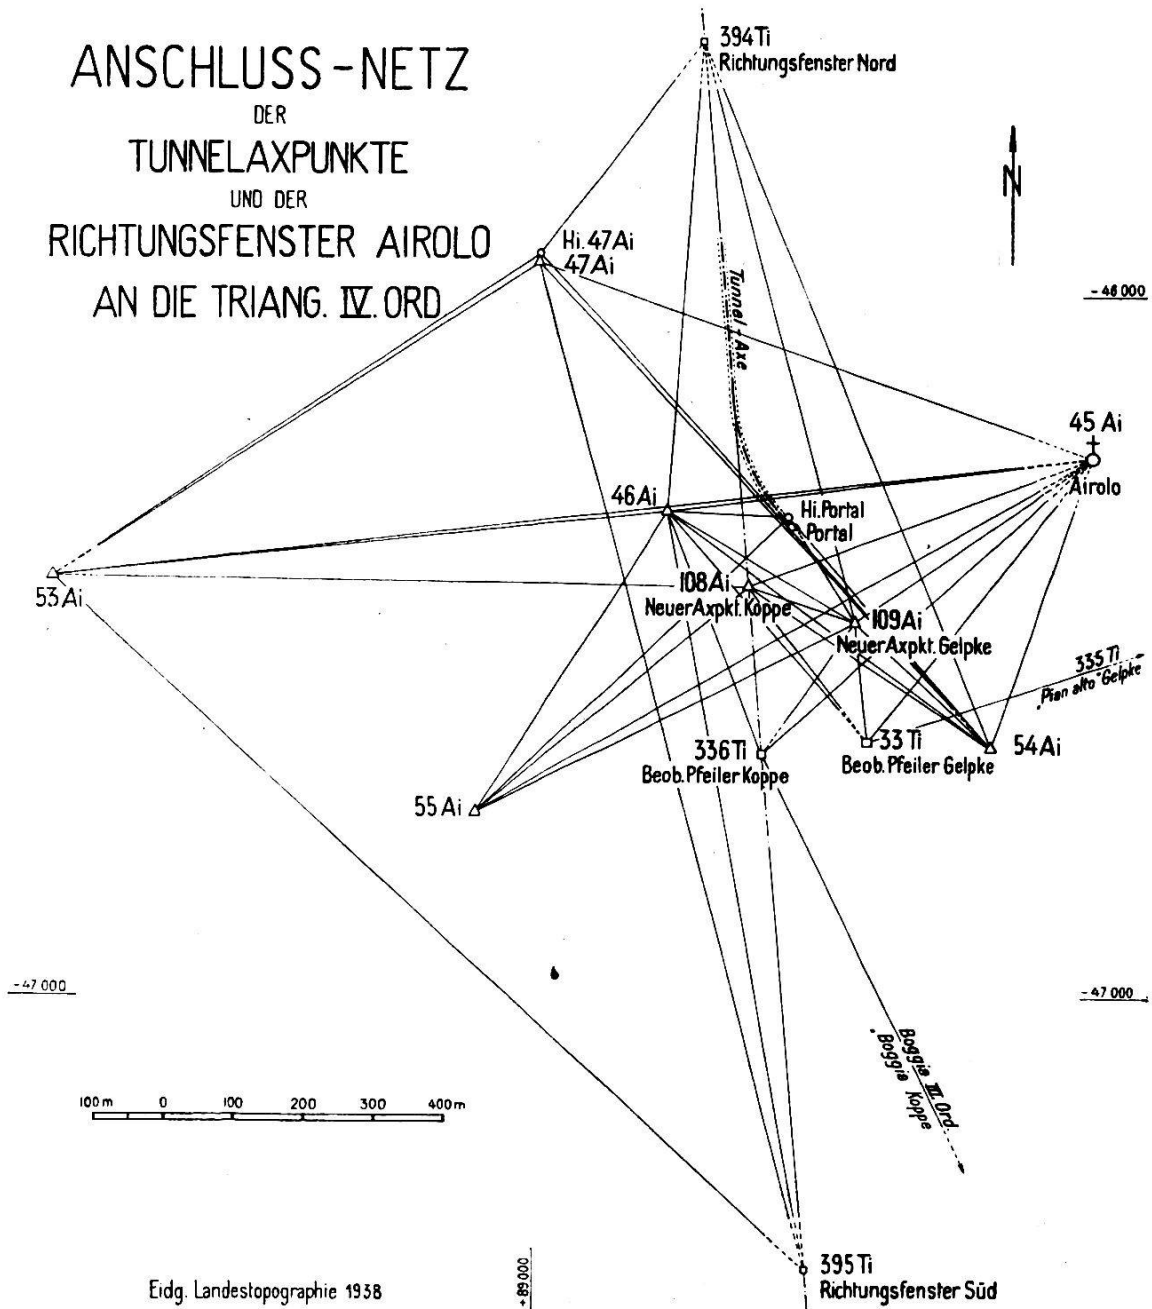 ANSCHLUSS-NETZ
DER
TUNNELAXPUNKTE
UND DER
RICHTUNGSFENSTER AIROLO
AN DIE TRIANG. IV. ORD
394 Ti
Richtungsfenster Nord
N
Hi. 47 Ai
47 Ai
Tunnel-Axe
-46 000
45 Ai
Airolo
46 Ai
Hi. Portal
Portal
53 Ai
108 Ai
Neuer Axpkt. Koppe
109 Ai
Neuer Axpkt. Gelpke
335 Ti
"Pian alto" Gelpke
336 Ti
Beob. Pfeiler Koppe
33 Ti
Beob. Pfeiler Gelpke
54 Ai
55 Ai
-47 000
-47 000
Boggia III. Ord.
"Boggia Koppe
100 m 0 100 200 300 400 m
+89 000
395 Ti
Richtungsfenster Süd
Eidg. Landestopographie 1938